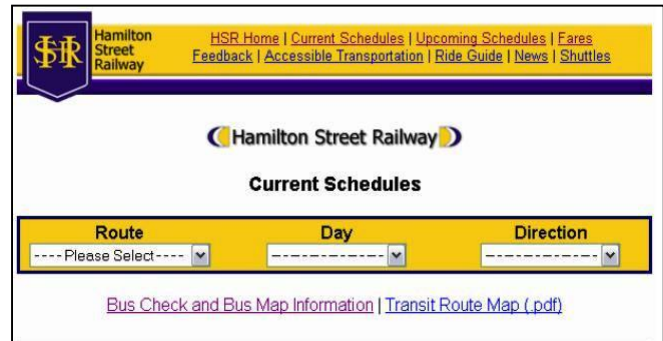 HSR
Hamilton
Street
Railway
HSR Home | Current Schedules | Upcoming Schedules | Fares
Feedback | Accessible Transportation | Ride Guide | News | Shuttles
Hamilton Street Railway
Current Schedules
Route Day Direction
---- Please Select---- -------------- --------------
Bus Check and Bus Map Information | Transit Route Map (.pdf)